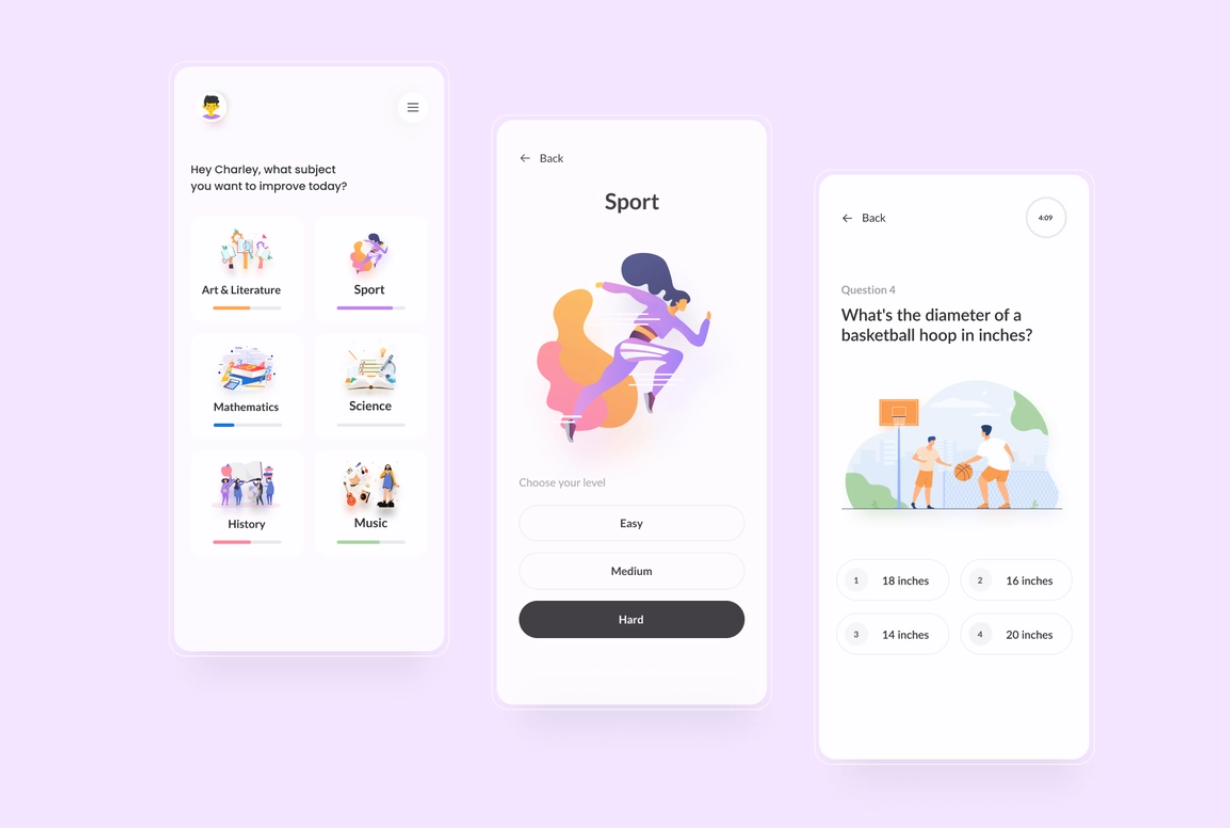 Hey Charley, what subject
you want to improve today?
Art & Literature
Sport
Mathematics
Science
History
Music
← Back
Sport
Choose your level
Easy
Medium
Hard
← Back
4:09
Question 4
What's the diameter of a
basketball hoop in inches?
1 18 inches
2 16 inches
3 14 inches
4 20 inches